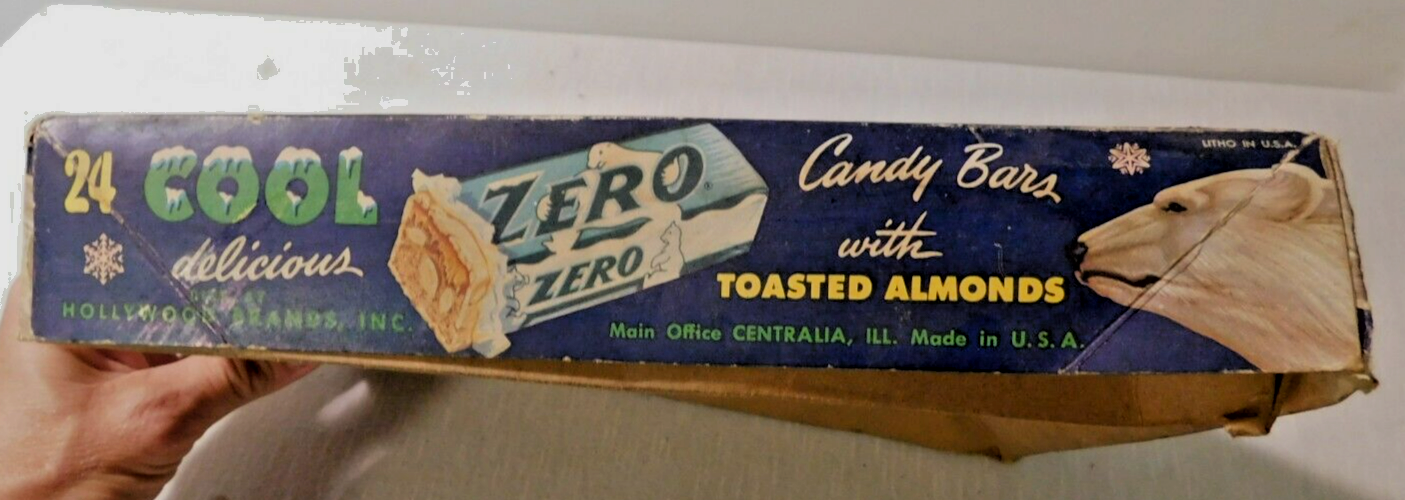 24 COOL
delicious
HOLLYWOOD BRANDS, INC.
ZERO®
ZERO
Candy Bars
with
TOASTED ALMONDS
Main Office CENTRALIA, ILL. Made in U.S.A.
LITHO IN U.S.A.